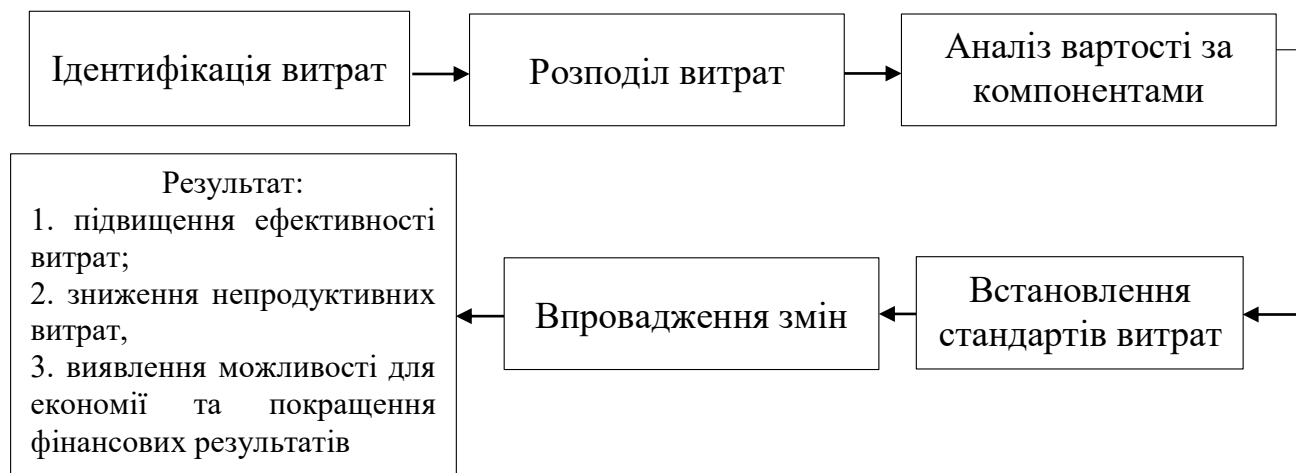 Ідентифікація витрат
Розподіл витрат
Аналіз вартості за
компонентами
Встановлення
стандартів витрат
Впровадження змін
Результат:
1. підвищення ефективності
витрат;
2. зниження непродуктивних
витрат,
3. виявлення можливості для
економії та покращення
фінансових результатів